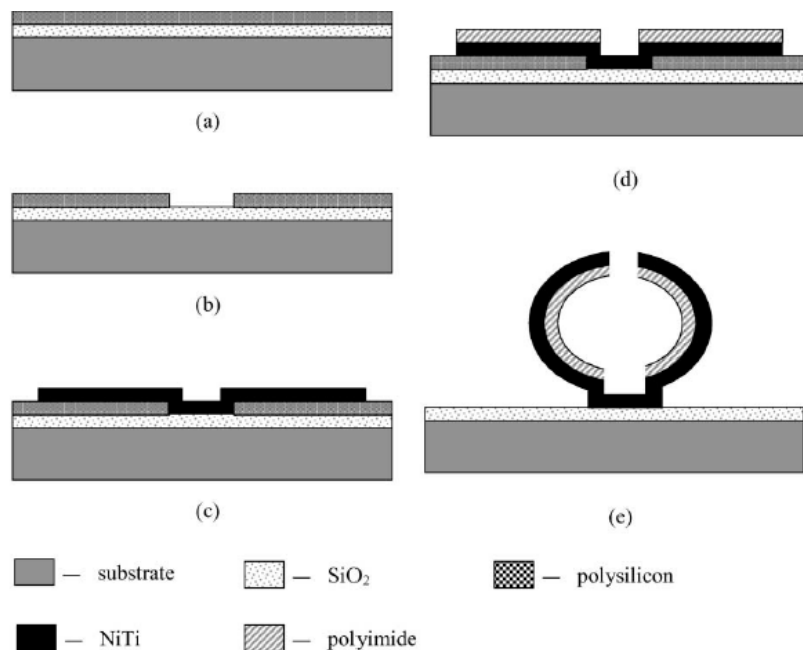 (a)
(b)
(c)
(d)
(e)
— substrate
— SiO₂
— polysilicon
— NiTi
— polyimide